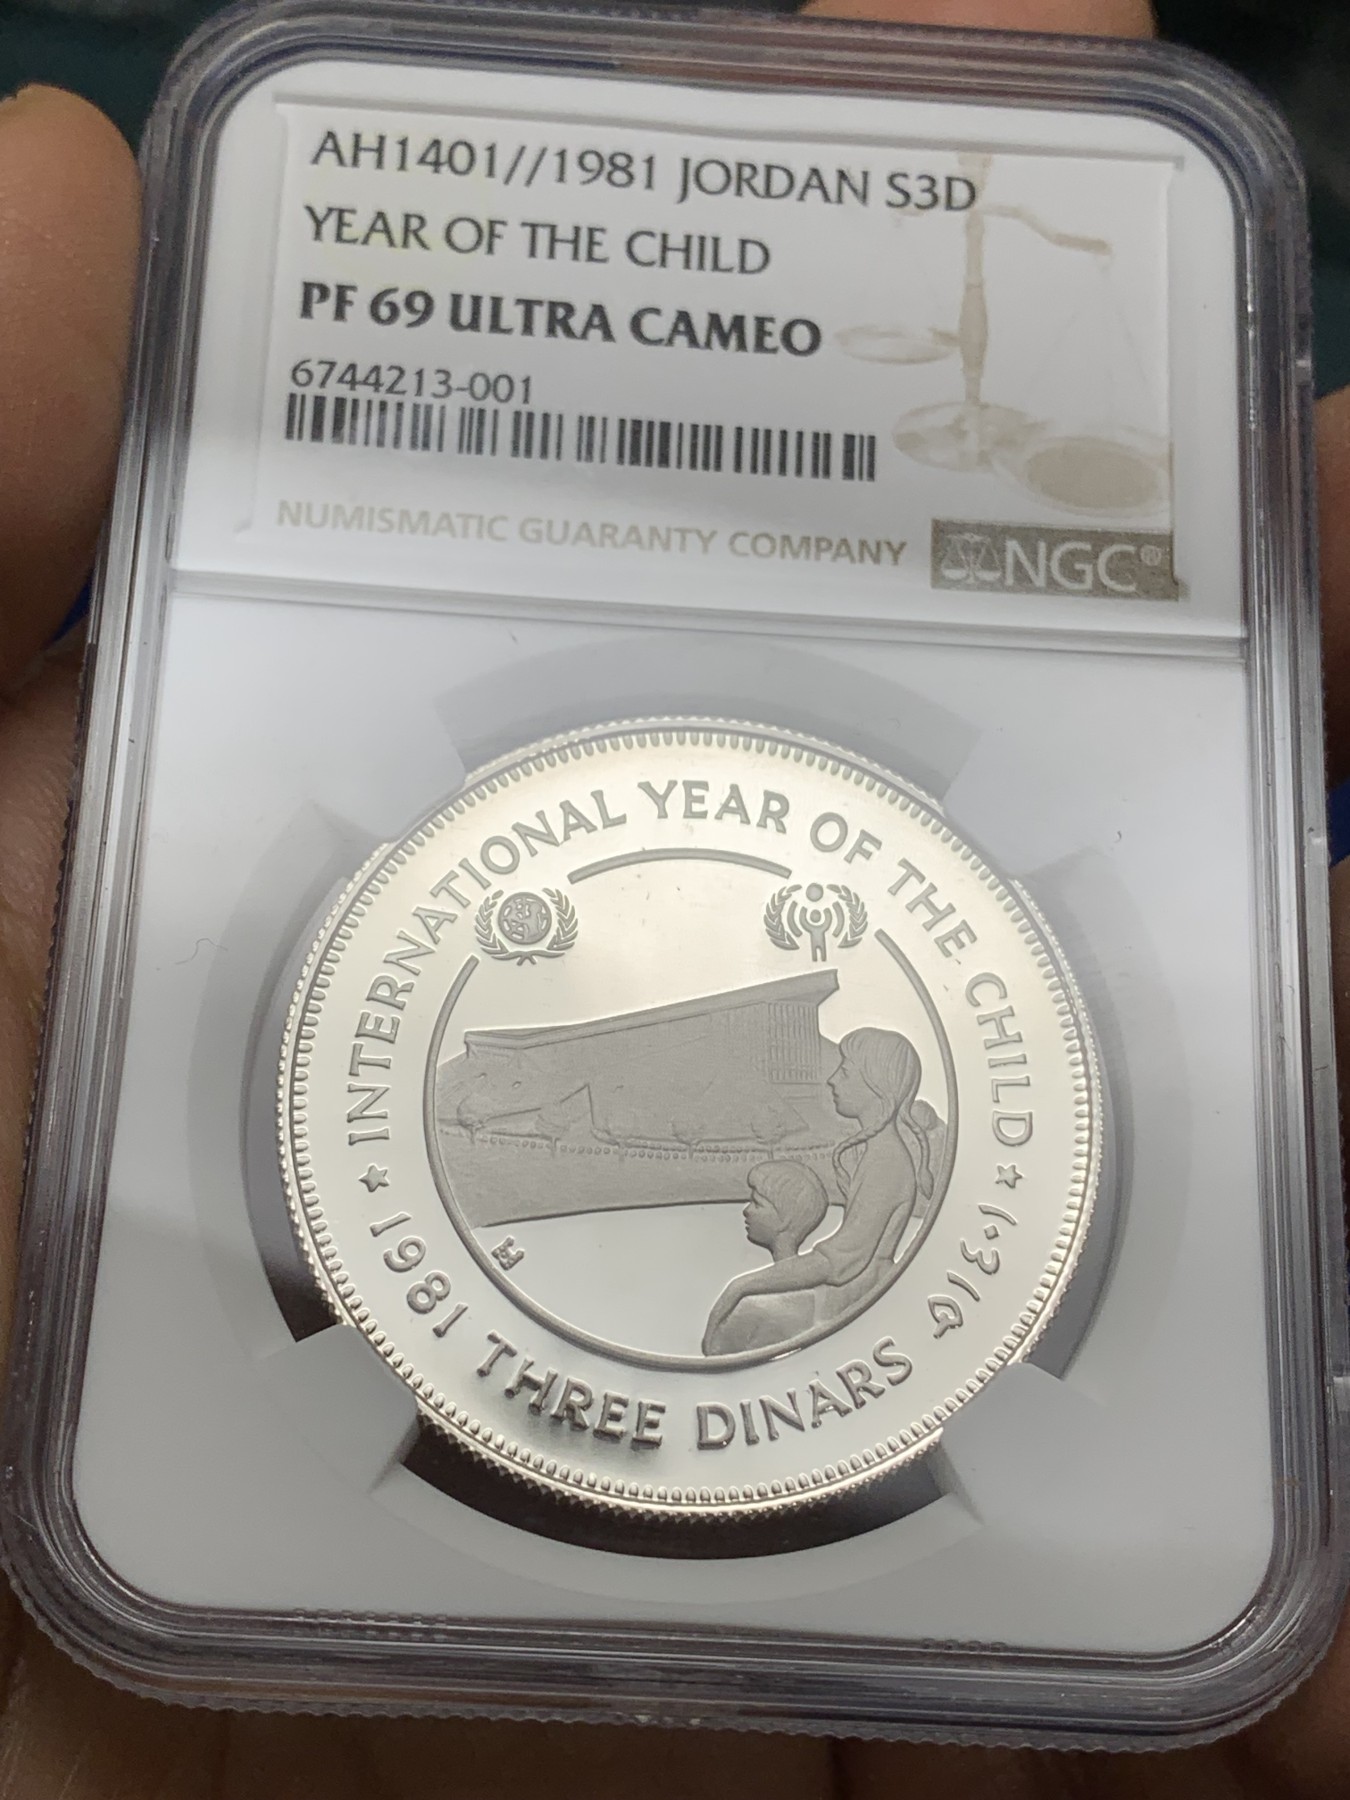 AH1401//1981 JORDAN S3D
YEAR OF THE CHILD
PF 69 ULTRA CAMEO
6744213-001
NUMISMATIC GUARANTY COMPANY
NGC®
★ INTERNATIONAL YEAR OF THE CHILD ★
1981 THREE DINARS